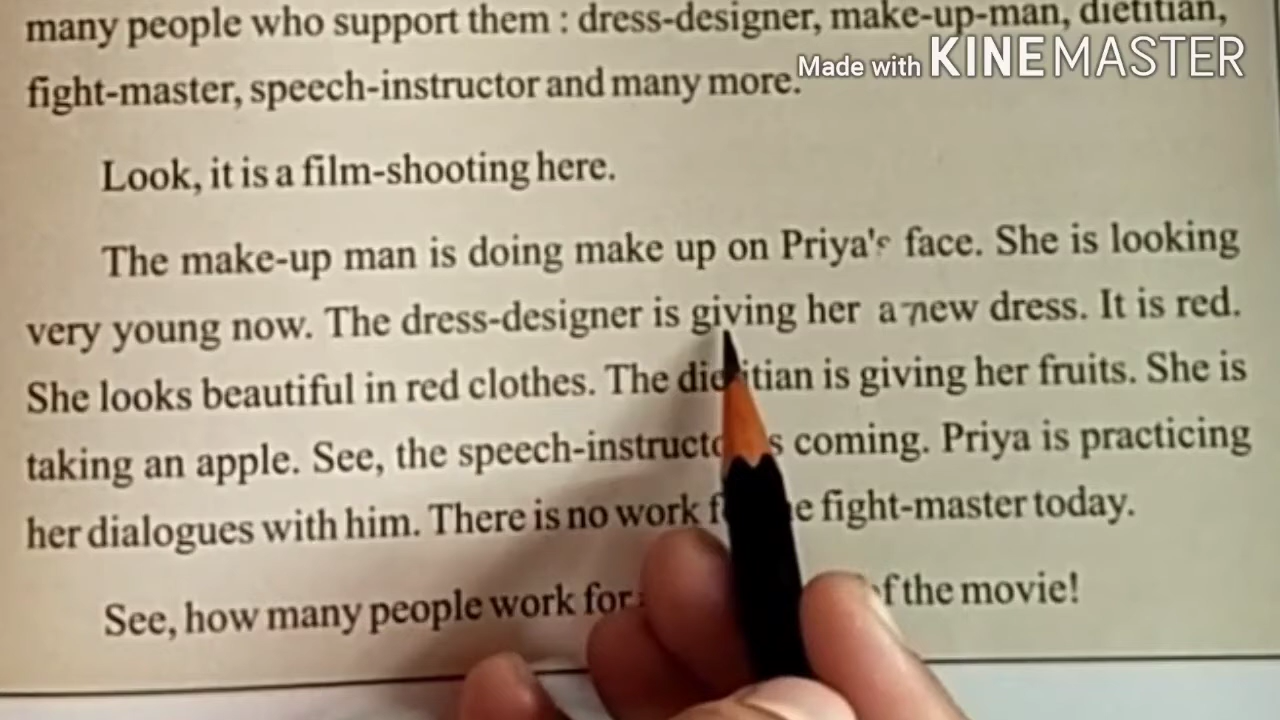 many people who support them : dress-designer, make-up-man, dietitian,
Made with KINEMASTER
fight-master, speech-instructor and many more.
Look, it is a film-shooting here.
The make-up man is doing make up on Priya's face. She is looking
very young now. The dress-designer is giving her a new dress. It is red.
She looks beautiful in red clothes. The is giving her fruits. She is
taking an apple. See, the speech-instructor is coming. Priya is practicing
her dialogues with him. There is no work fight-master today.
See, how many people work for of the movie!